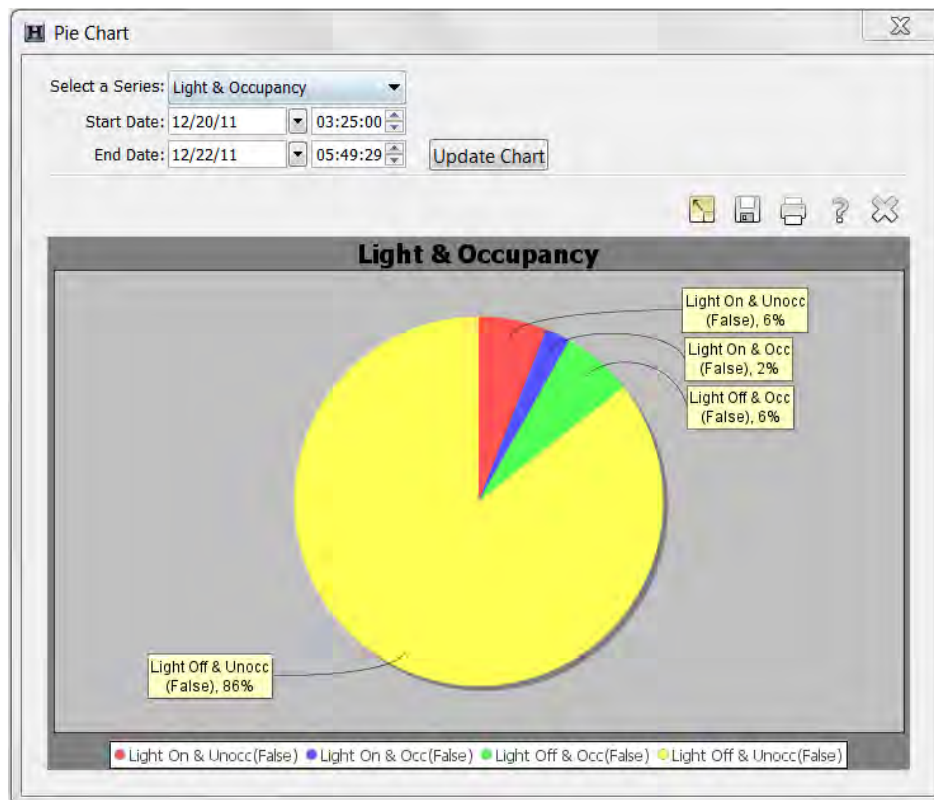 H Pie Chart
Select a Series: Light & Occupancy
Start Date: 12/20/11 03:25:00
End Date: 12/22/11 05:49:29 Update Chart
?
Light & Occupancy
Light On & Unocc
(False), 6%
Light On & Occ
(False), 2%
Light Off & Occ
(False), 6%
Light Off & Unocc
(False), 86%
Light On & Unocc(False) Light On & Occ(False) Light Off & Occ(False) Light Off & Unocc(False)